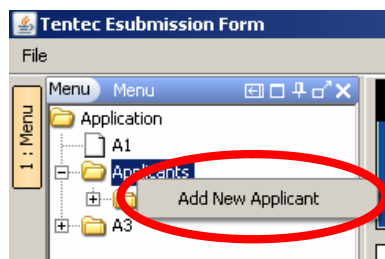 Tentec Esubmission Form
File
Menu Menu
1 : Menu
Application
A1
Applicants
Add New Applicant
A3